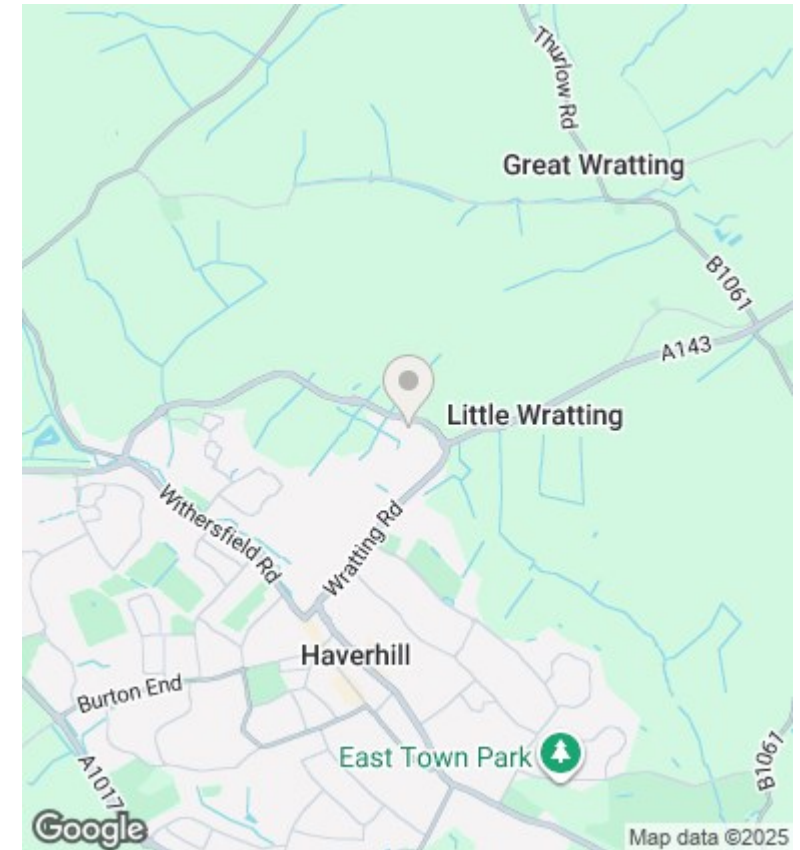 Thurlow Rd
Great Wratting
B1061
A143
Little Wratting
Withersfield Rd
Wratting Rd
Haverhill
Burton End
East Town Park
A1017
B1061
Google
Map data ©2025